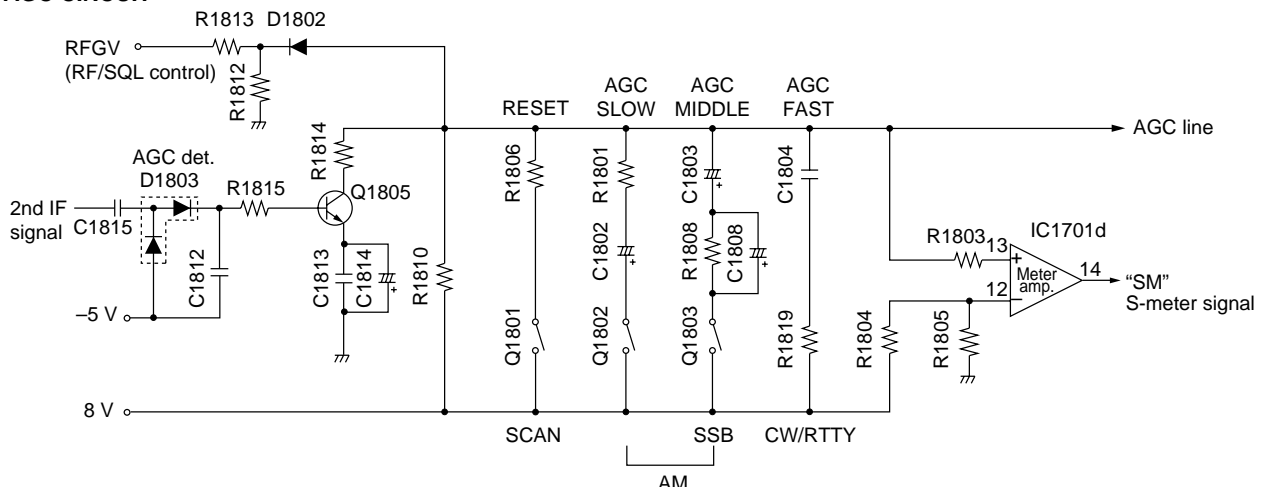 R1813 D1802
RFGV
(RF/SQL control)
R1812
RESET
AGC
SLOW
AGC
MIDDLE
AGC
FAST
AGC line
R1814
AGC det.
D1803
R1815
Q1805
2nd IF
signal
C1815
C1812
C1813
C1814
+
R1810
R1806
R1801
C1803
+
C1804
C1802
+
R1808
C1808
+
Q1801
Q1802
Q1803
R1819
R1804
R1805
R1803
13
12
+
–
Meter
amp.
IC1701d
14
“SM”
S-meter signal
–5 V
8 V
SCAN
SSB
CW/RTTY
AM